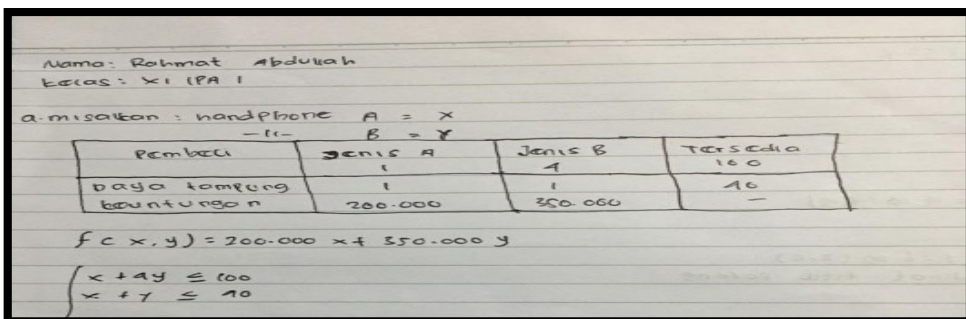 Nama: Rahmat Abdullah
Kelas: XI IPA 1
a. misalkan : handphone A = X
-"- B = Y
Pembeli Jenis A Jenis B Tersedia
1 4 100
Daya tampung 1 1 40
keuntungan 200.000 350.000 -
f(x,y) = 200.000 x + 350.000 y
x + 4y ≤ 100
x + y ≤ 40